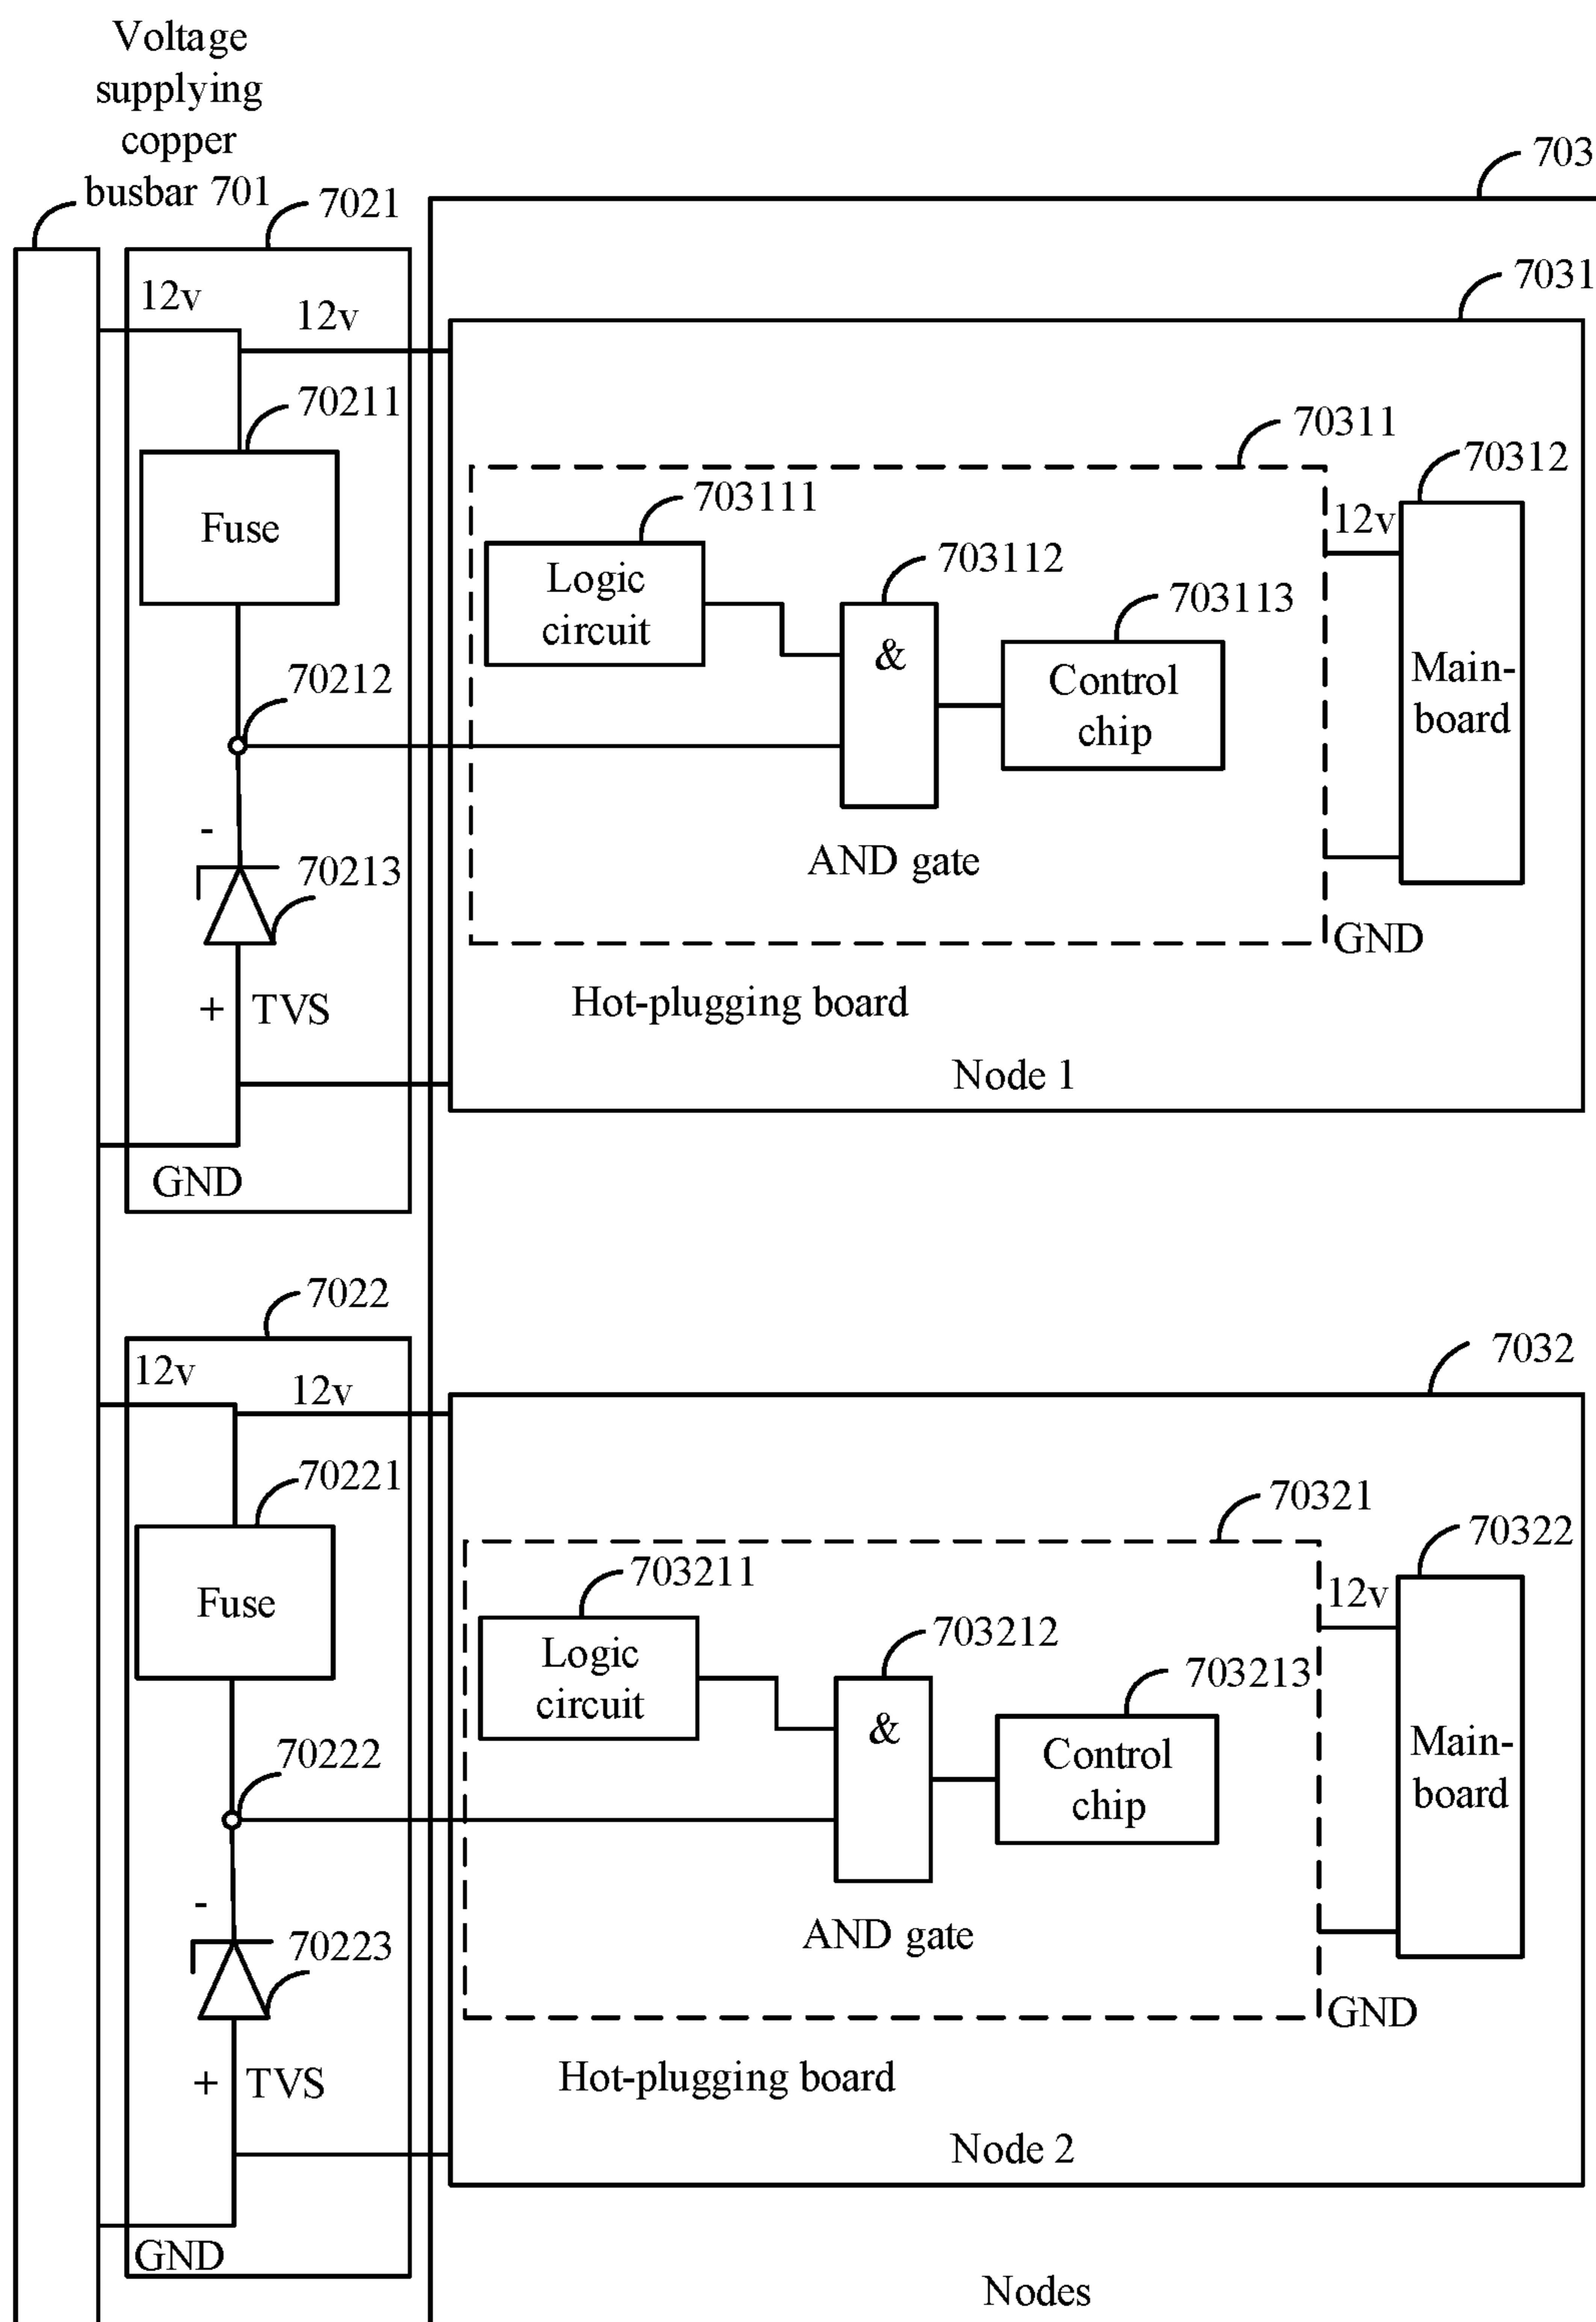 Voltage
supplying
copper
busbar 701
7021
703
7031
12v
12v
70211
Fuse
70212
-
70213
+ TVS
GND
70311
703111
Logic
circuit
703112
&
703113
Control
chip
AND gate
70312
12v
Main-
board
GND
Hot-plugging board
Node 1
7022
7032
12v
12v
70221
Fuse
70222
-
70223
+ TVS
GND
70321
703211
Logic
circuit
703212
&
703213
Control
chip
AND gate
70322
12v
Main-
board
GND
Hot-plugging board
Node 2
Nodes